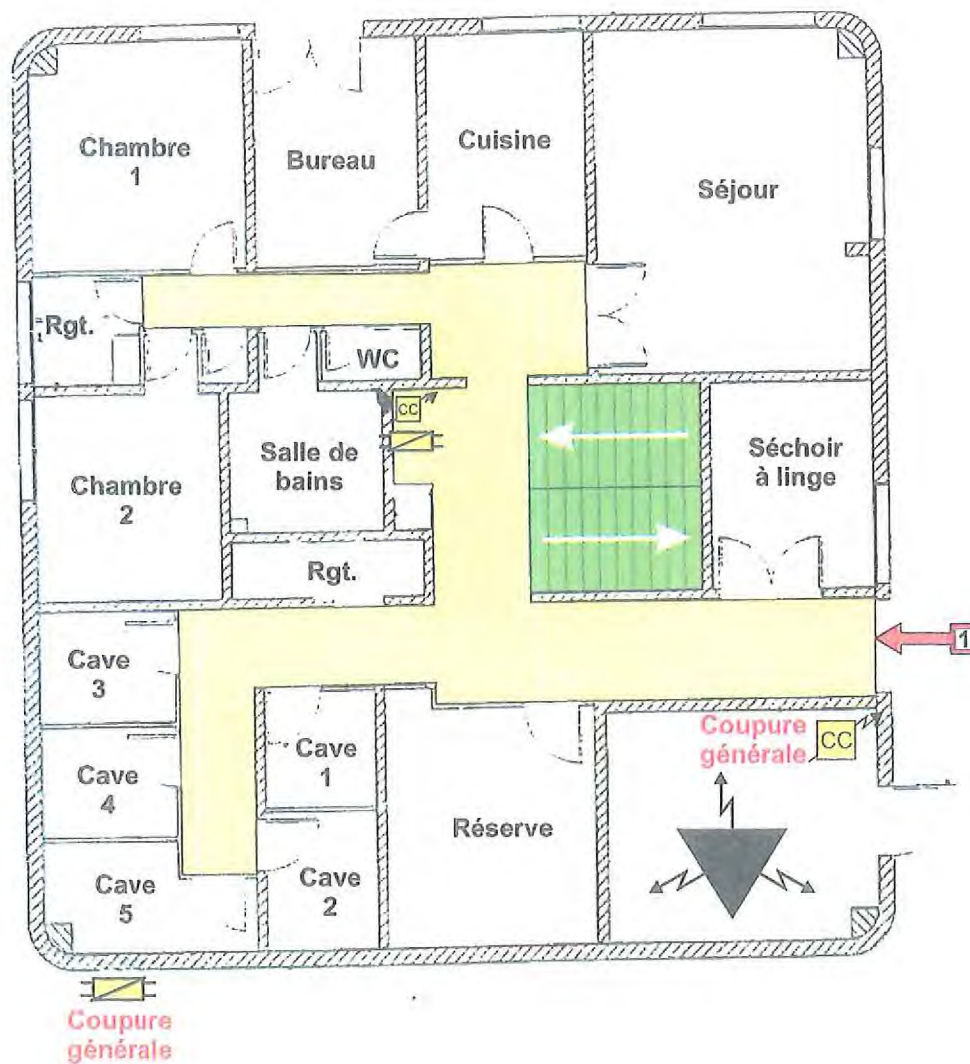 Chambre
1
Bureau
Cuisine
Séjour
Rgt.
WC
CC
Chambre
2
Salle de
bains
Séchoir
à linge
Rgt.
1
Cave
3
Cave
1
Coupure
générale
CC
Cave
4
Réserve
Cave
5
Cave
2
Coupure
générale